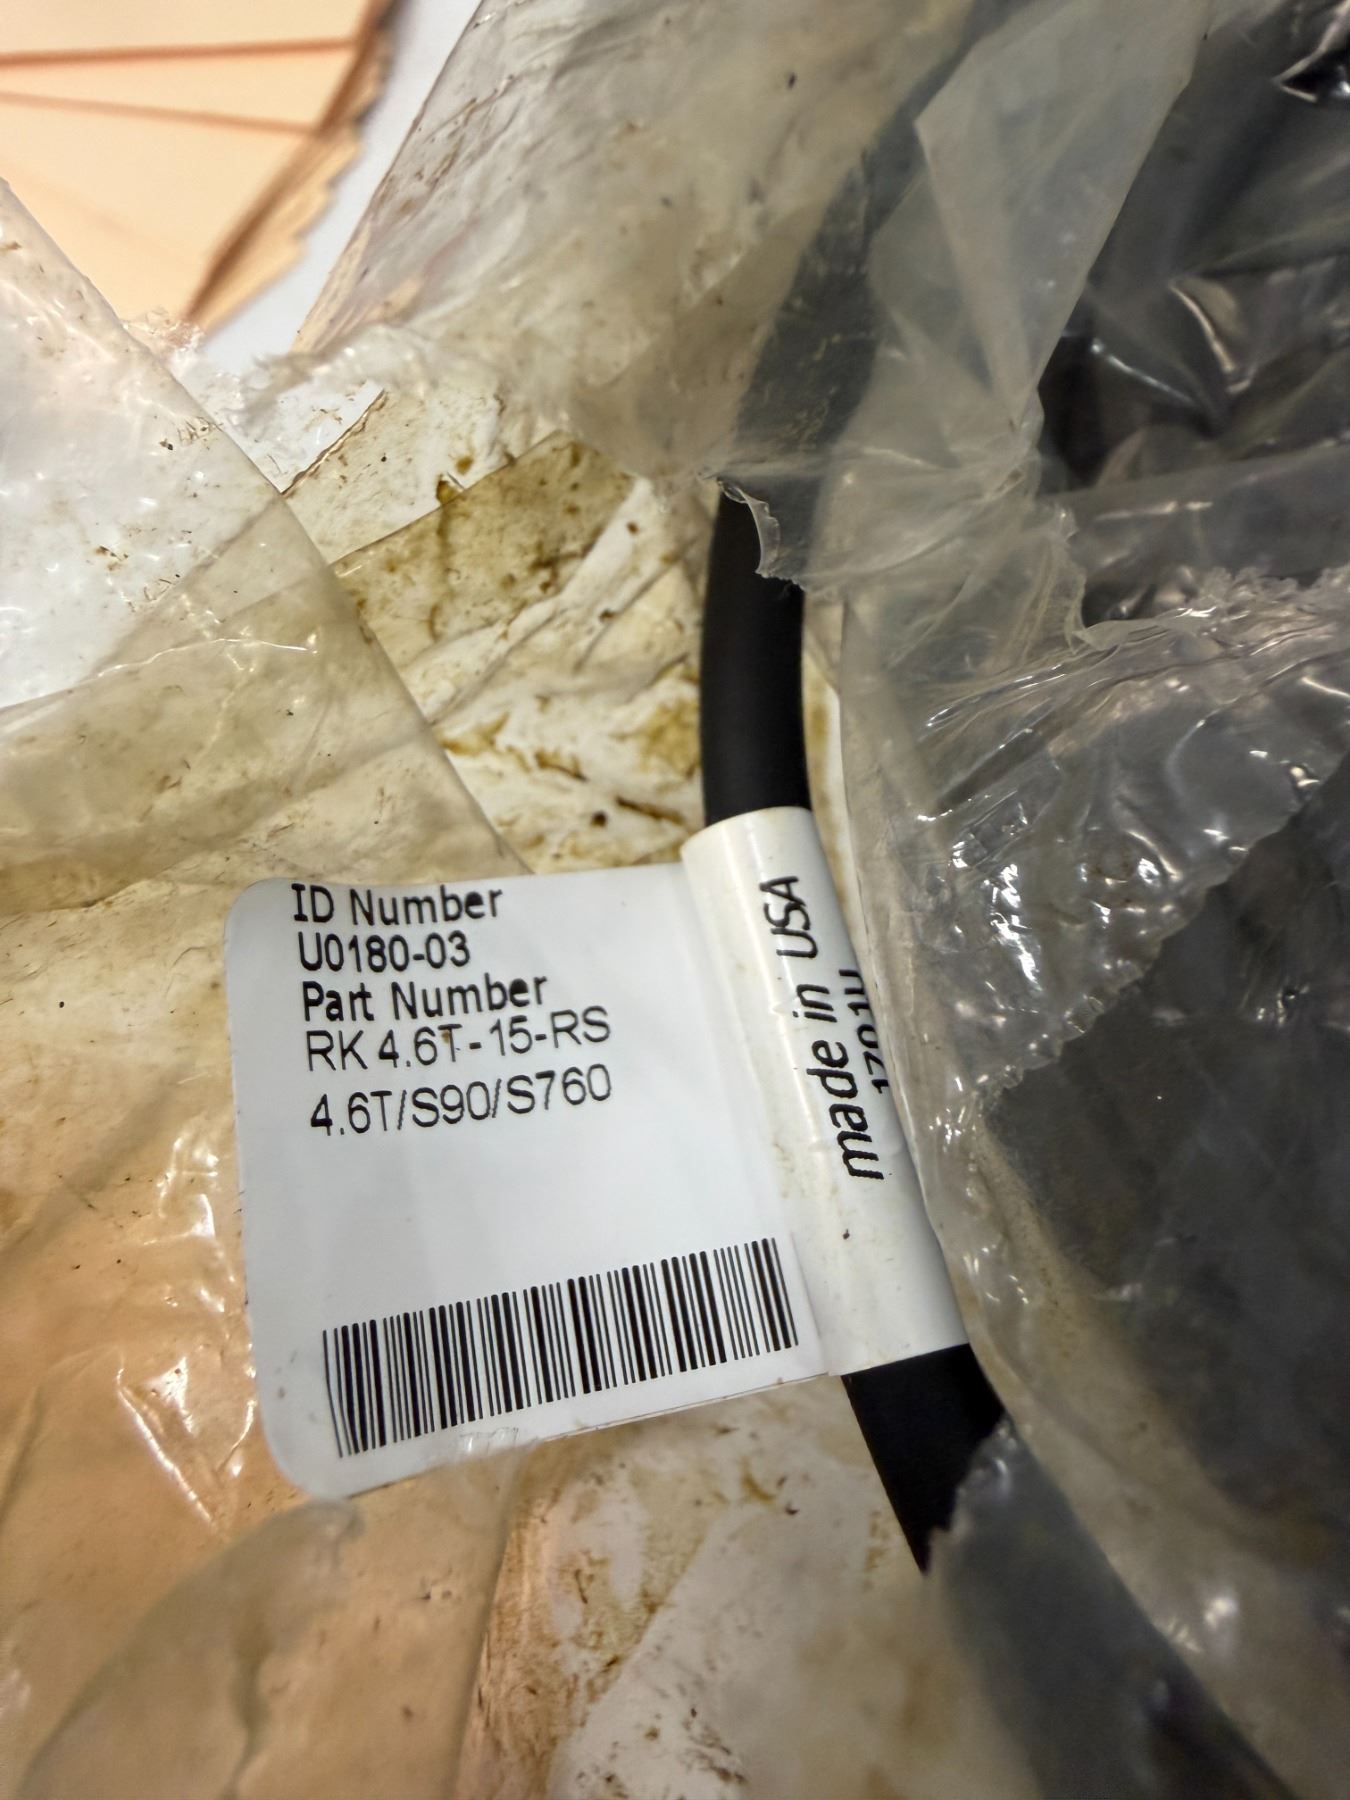 ID Number
U0180-03
Part Number
RK 4.6T-15-RS
4.6T/S90/S760
made in USA